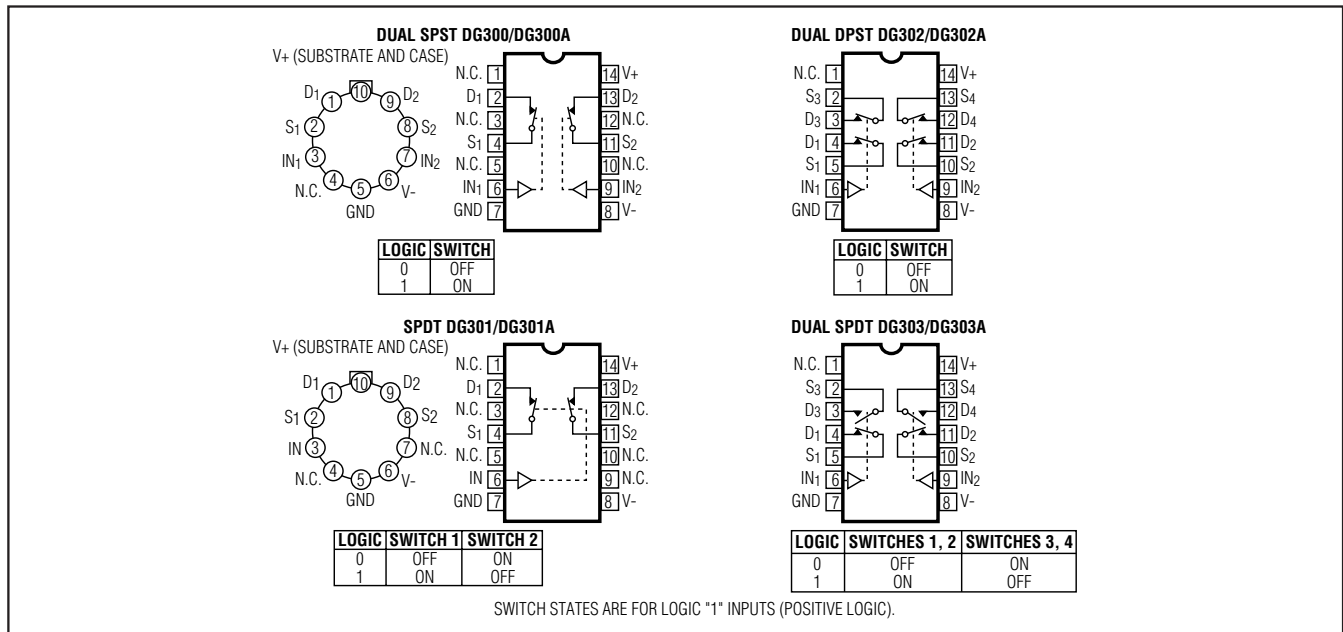 DUAL SPST DG300/DG300A
V+ (SUBSTRATE AND CASE)
D1 1 10 9 D2
S1 2 8 S2
IN1 3 7 IN2
N.C. 4 5 6 V-
GND
N.C. 1 14 V+
D1 2 13 D2
N.C. 3 12 N.C.
S1 4 11 S2
N.C. 5 10 N.C.
IN1 6 9 IN2
GND 7 8 V-
LOGIC SWITCH
0 OFF
1 ON
DUAL DPST DG302/DG302A
N.C. 1 14 V+
S3 2 13 S4
D3 3 12 D4
D1 4 11 D2
S1 5 10 S2
IN1 6 9 IN2
GND 7 8 V-
LOGIC SWITCH
0 OFF
1 ON
SPDT DG301/DG301A
V+ (SUBSTRATE AND CASE)
D1 1 10 9 D2
S1 2 8 S2
IN 3 7 N.C.
N.C. 4 5 6 V-
GND
N.C. 1 14 V+
D1 2 13 D2
N.C. 3 12 N.C.
S1 4 11 S2
N.C. 5 10 N.C.
IN 6 9 N.C.
GND 7 8 V-
LOGIC SWITCH 1 SWITCH 2
0 OFF ON
1 ON OFF
DUAL SPDT DG303/DG303A
N.C. 1 14 V+
S3 2 13 S4
D3 3 12 D4
D1 4 11 D2
S1 5 10 S2
IN1 6 9 IN2
GND 7 8 V-
LOGIC SWITCHES 1, 2 SWITCHES 3, 4
0 OFF ON
1 ON OFF
SWITCH STATES ARE FOR LOGIC "1" INPUTS (POSITIVE LOGIC).